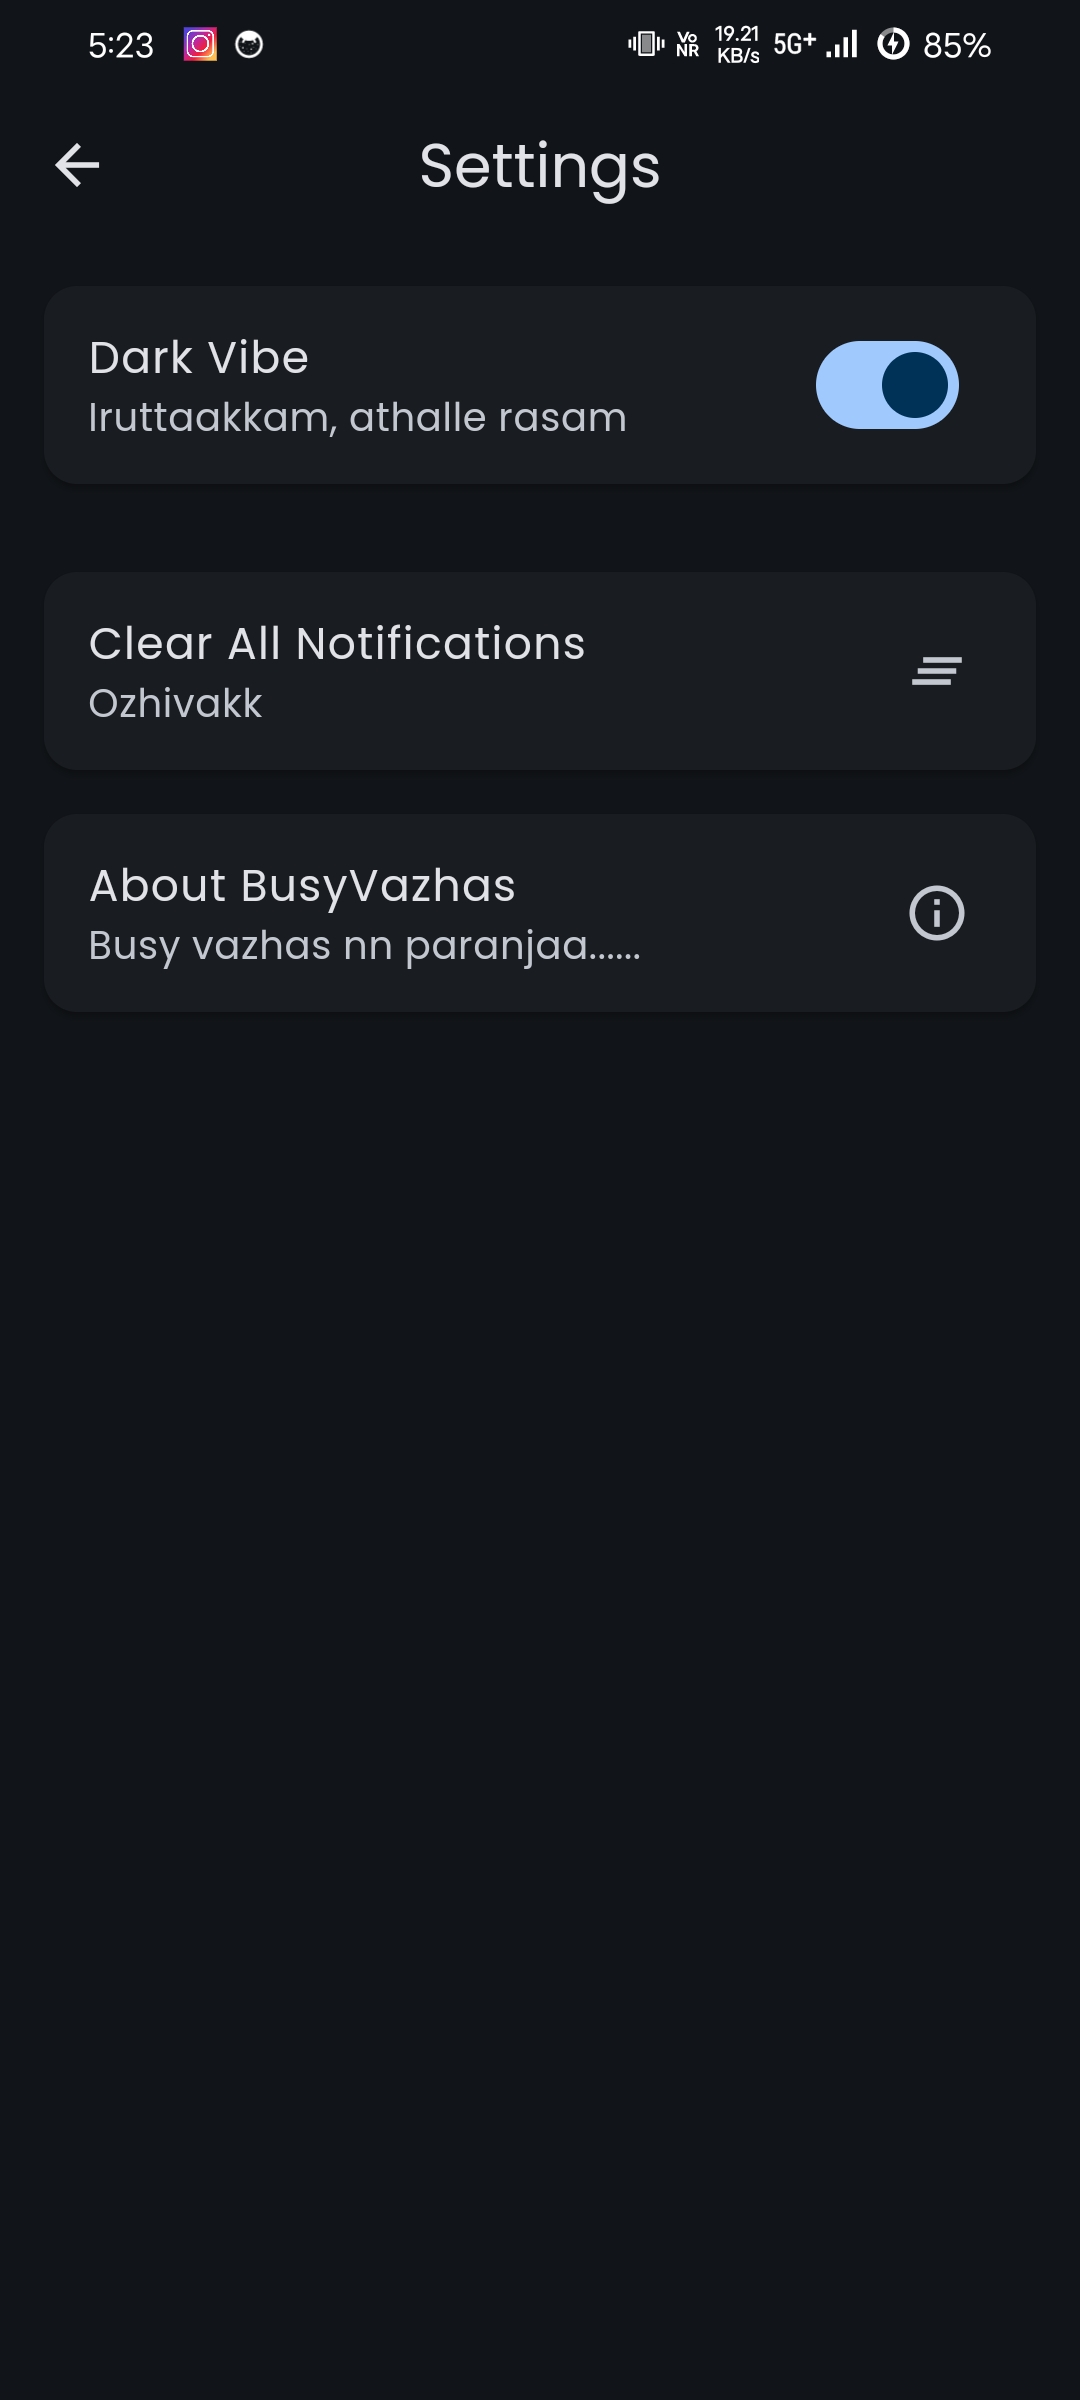 5:23 Vo NR 19.21 KB/s 5G+ 85%
Settings
Dark Vibe
Iruttaakkam, athalle rasam
Clear All Notifications
Ozhivakk
About BusyVazhas
Busy vazhas nn paranjaa......